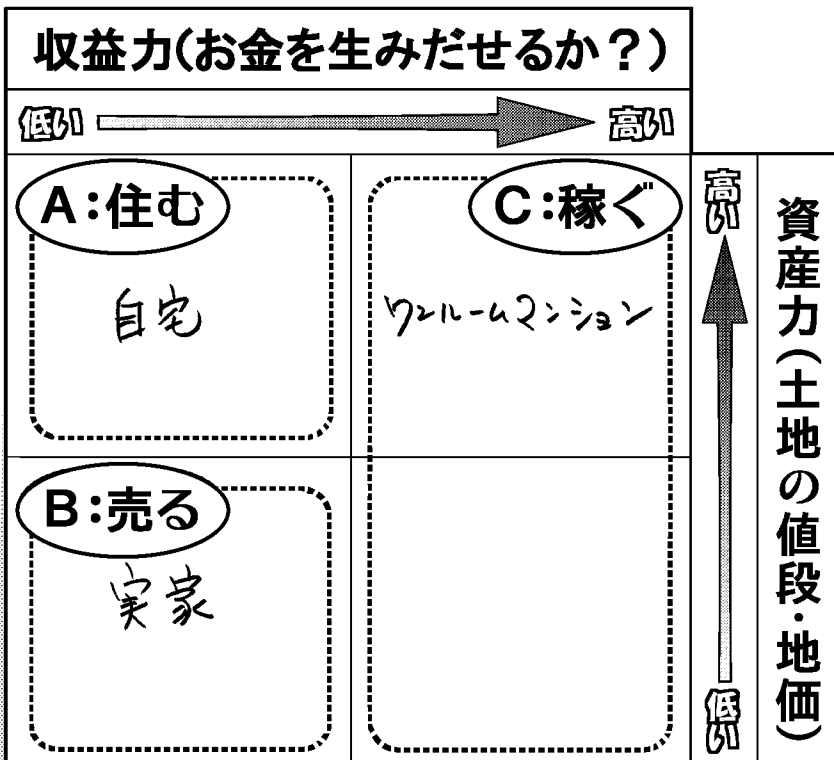 収益力(お金を生みだせるか？)
低い
高い
A:住む
C:稼ぐ
自宅
ワンルームマンション
B:売る
実家
高い
資産力(土地の値段・地価)
低い